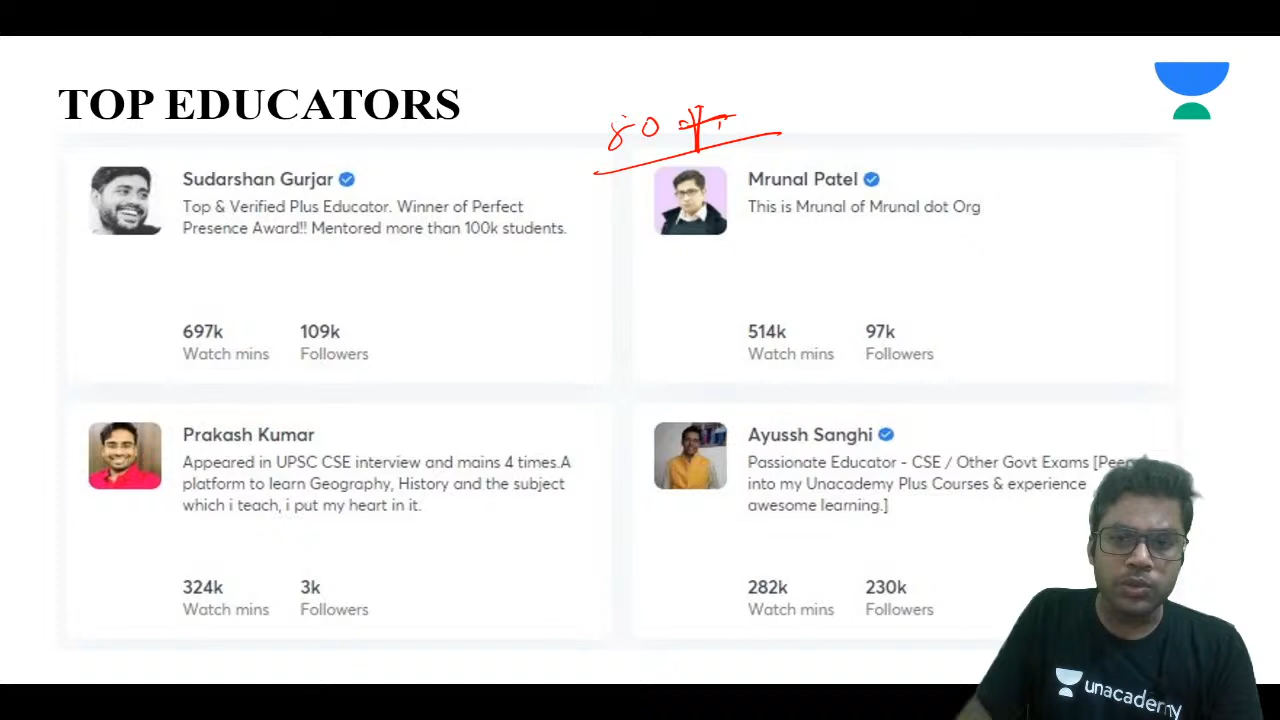 TOP EDUCATORS
80
Sudarshan Gurjar
Top & Verified Plus Educator. Winner of Perfect
Presence Award!! Mentored more than 100k students.
697k 109k
Watch mins Followers
Mrunal Patel
This is Mrunal of Mrunal dot Org
514k 97k
Watch mins Followers
Prakash Kumar
Appeared in UPSC CSE interview and mains 4 times.A
platform to learn Geography, History and the subject
which i teach, i put my heart in it.
324k 3k
Watch mins Followers
Ayussh Sanghi
Passionate Educator - CSE / Other Govt Exams
into my Unacademy Plus Courses & experience
awesome learning.]
282k 230k
Watch mins Followers
unacademy